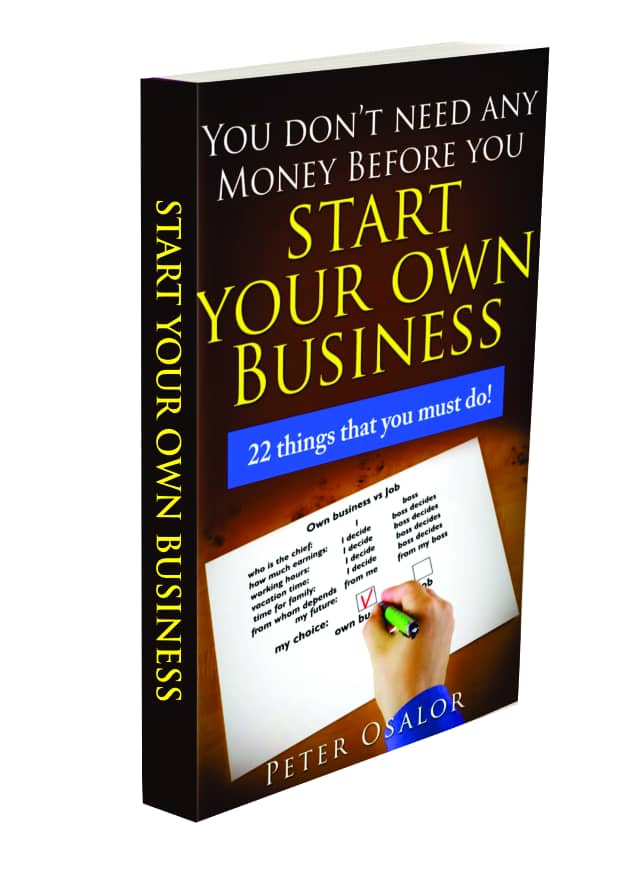 START YOUR OWN BUSINESS
YOU DON'T NEED ANY
MONEY BEFORE YOU
START
YOUR OWN
BUSINESS
22 things that you must do!
Own business vs Job
I boss
who is the chief: I decide boss decides
how much earnings: I decide boss decides
working hours: I decide boss decides
vacation time: I decide boss decides
time for family: from me from my boss
from whom depends
my future:
my choice: own bu ob
PETER OSALOR